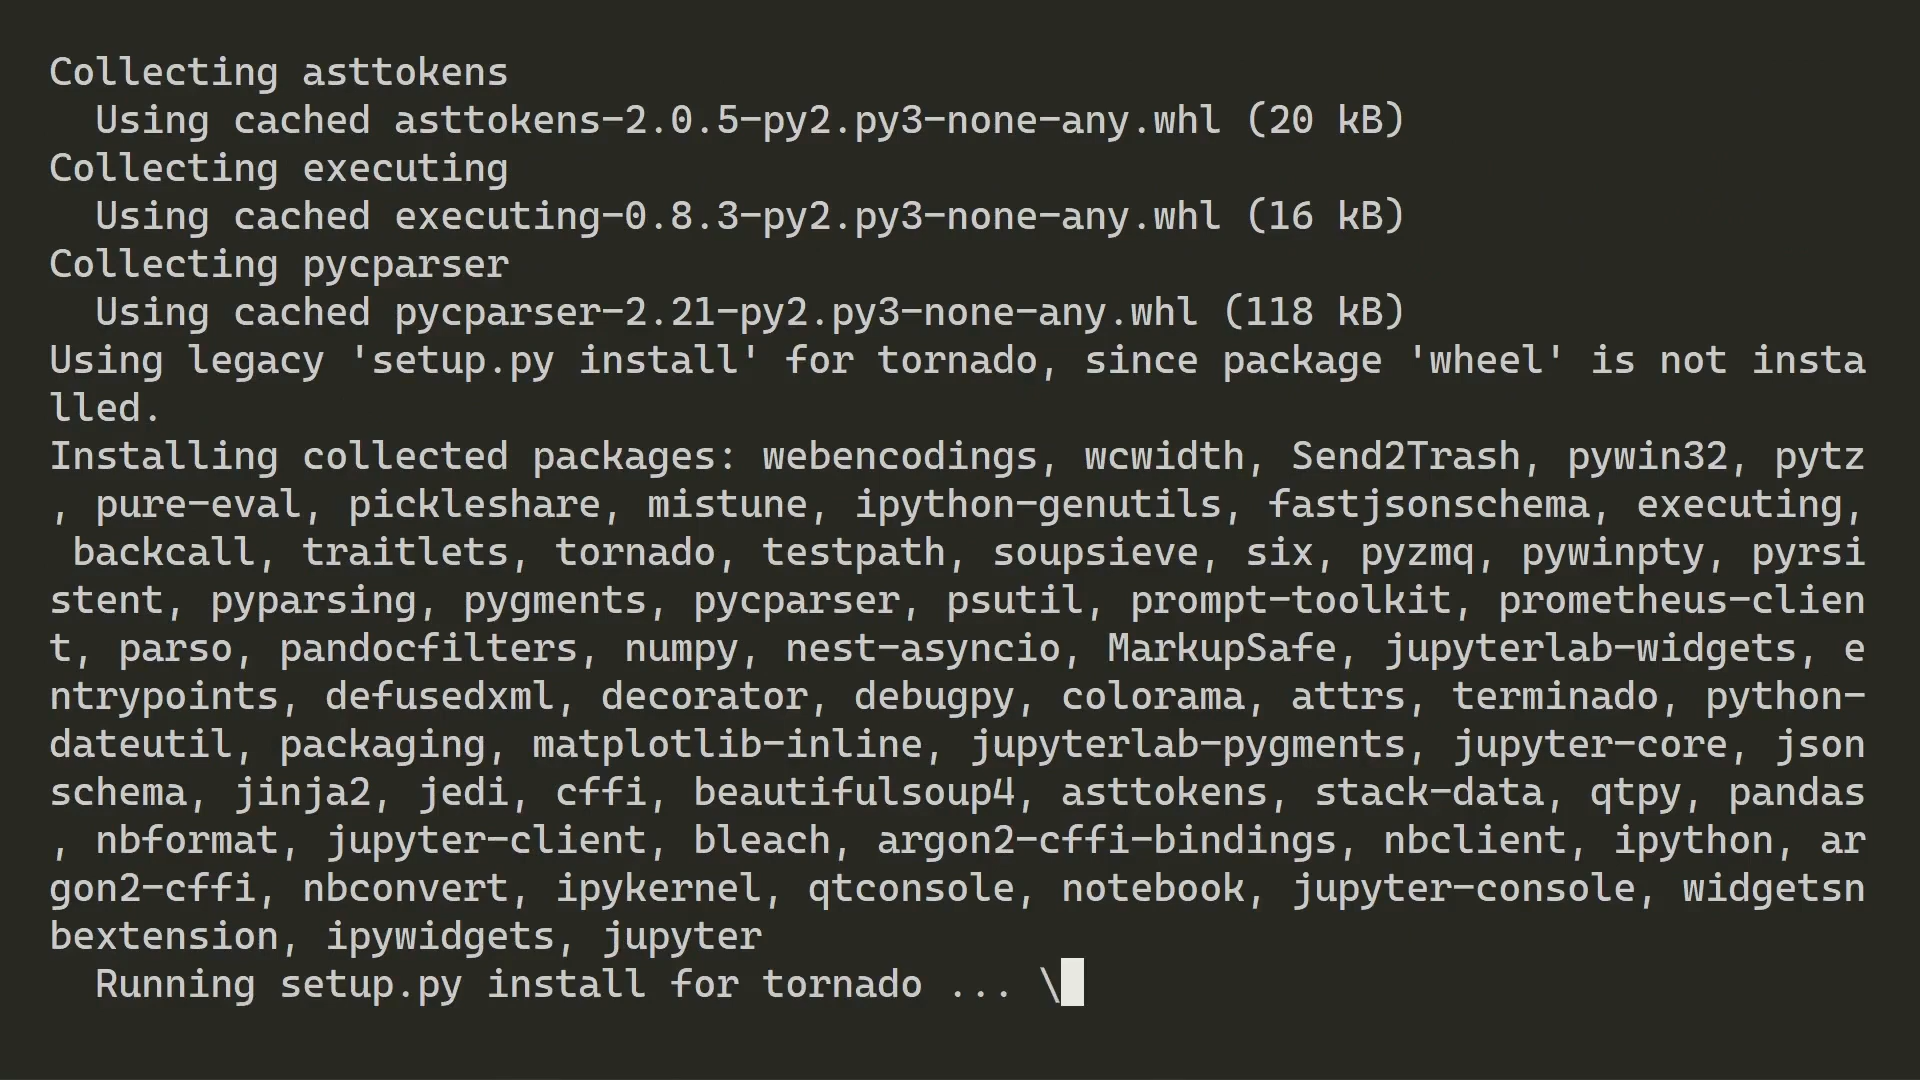 Collecting asttokens
  Using cached asttokens-2.0.5-py2.py3-none-any.whl (20 kB)
Collecting executing
  Using cached executing-0.8.3-py2.py3-none-any.whl (16 kB)
Collecting pycparser
  Using cached pycparser-2.21-py2.py3-none-any.whl (118 kB)
Using legacy 'setup.py install' for tornado, since package 'wheel' is not insta
lled.
Installing collected packages: webencodings, wcwidth, Send2Trash, pywin32, pytz
, pure-eval, pickleshare, mistune, ipython-genutils, fastjsonschema, executing,
 backcall, traitlets, tornado, testpath, soupsieve, six, pyzmq, pywinpty, pyrsi
stent, pyparsing, pygments, pycparser, psutil, prompt-toolkit, prometheus-clien
t, parso, pandocfilters, numpy, nest-asyncio, MarkupSafe, jupyterlab-widgets, e
ntrypoints, defusedxml, decorator, debugpy, colorama, attrs, terminado, python-
dateutil, packaging, matplotlib-inline, jupyterlab-pygments, jupyter-core, json
schema, jinja2, jedi, cffi, beautifulsoup4, asttokens, stack-data, qtpy, pandas
, nbformat, jupyter-client, bleach, argon2-cffi-bindings, nbclient, ipython, ar
gon2-cffi, nbconvert, ipykernel, qtconsole, notebook, jupyter-console, widgetsn
bextension, ipywidgets, jupyter
  Running setup.py install for tornado ... \